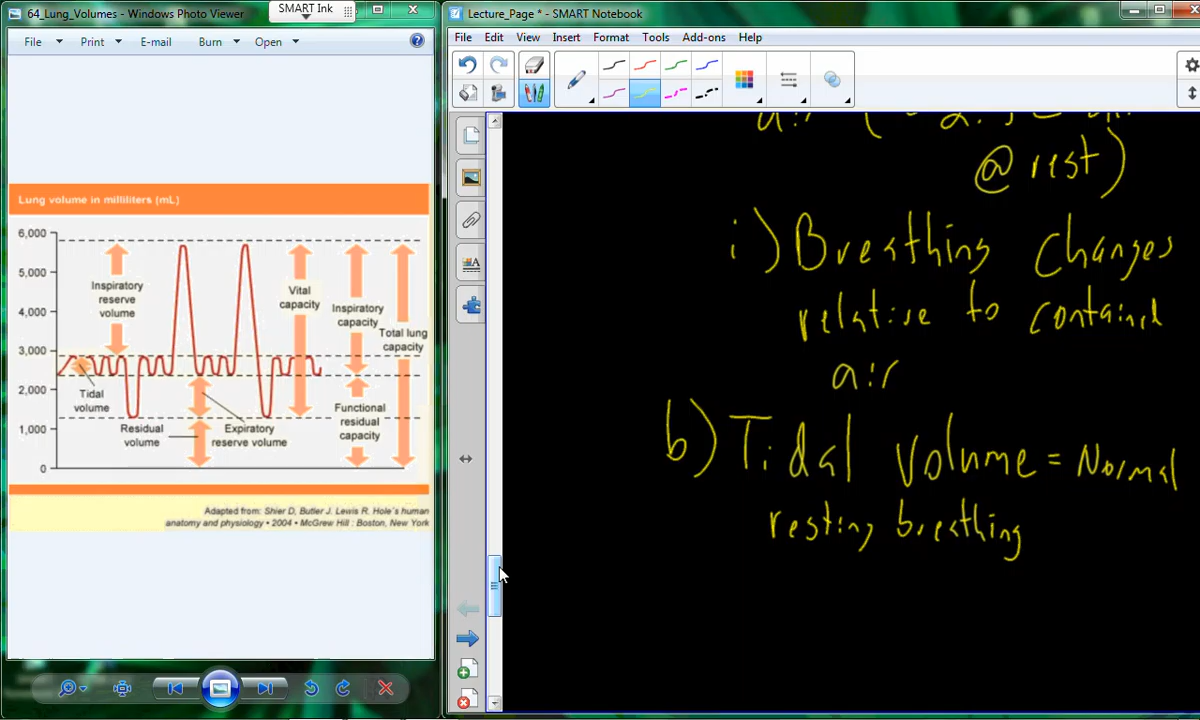 64_Lung_Volumes - Windows Photo Viewer
SMART Ink
File Print E-mail Burn Open
Lung volume in milliliters (mL)
6,000
5,000
4,000
3,000
2,000
1,000
0
Inspiratory
reserve
volume
Vital
capacity
Inspiratory
capacity
Total lung
capacity
Tidal
volume
Residual
volume
Expiratory
reserve volume
Functional
residual
capacity
Adapted from: Shier D, Butler J. Lewis R. Hole's human
anatomy and physiology • 2004 • McGrew Hill : Boston, New York
Lecture_Page * - SMART Notebook
File Edit View Insert Format Tools Add-ons Help
@ rest)
i) Breathing Changes
relative to contained
air
b) Tidal Volume = Normal
resting breathing